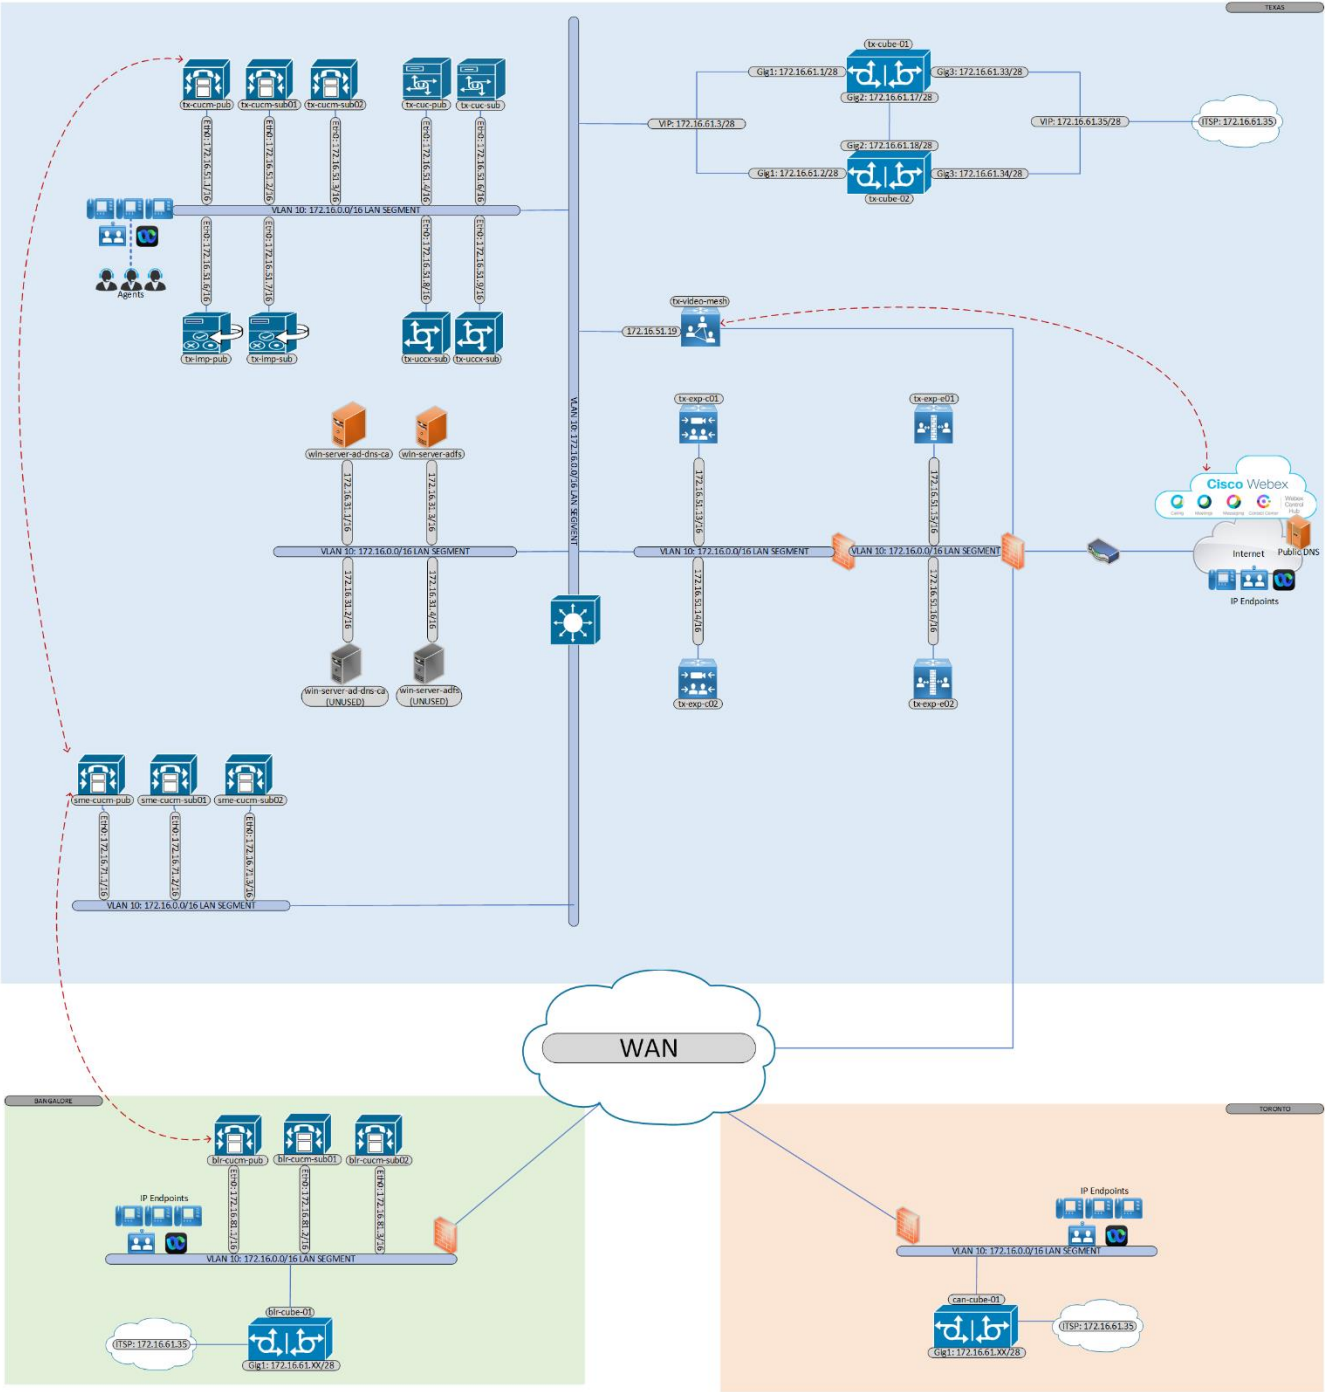 TEXAS
tx-cube-01
Gig1: 172.16.61.1/28
Gig3: 172.16.61.33/28
Gig2: 172.16.61.17/28
VIP: 172.16.61.3/28
VIP: 172.16.61.35/28
ITSP: 172.16.61.35
Gig2: 172.16.61.18/28
Gig1: 172.16.61.2/28
Gig3: 172.16.61.34/28
tx-cube-02
tx-cucm-pub
tx-cucm-sub01
tx-cucm-sub02
tx-cuc-pub
tx-cuc-sub
Eth0: 172.16.51.1/16
Eth0: 172.16.51.2/16
Eth0: 172.16.51.3/16
Eth0: 172.16.51.4/16
Eth0: 172.16.51.6/16
VLAN 10: 172.16.0.0/16 LAN SEGMENT
Agents
Eth0: 172.16.51.6/16
Eth0: 172.16.51.7/16
Eth0: 172.16.51.8/16
Eth0: 172.16.51.9/16
tx-imp-pub
tx-imp-sub
tx-uccx-sub
tx-uccx-sub
tx-video-mesh
172.16.51.19
VLAN 10: 172.16.0.0/16 LAN SEGMENT
win-server-ad-dns-ca
win-server-adfs
172.16.31.1/16
172.16.31.3/16
VLAN 10: 172.16.0.0/16 LAN SEGMENT
172.16.31.2/16
172.16.31.4/16
win-server-ad-dns-ca
(UNUSED)
win-server-adfs
(UNUSED)
tx-exp-c01
tx-exp-e01
172.16.51.13/16
172.16.51.15/16
VLAN 10: 172.16.0.0/16 LAN SEGMENT
VLAN 10: 172.16.0.0/16 LAN SEGMENT
172.16.51.14/16
172.16.51.16/16
tx-exp-c02
tx-exp-e02
Cisco Webex
Calling
Meetings
Messaging
Contact Center
Webex
Control
Hub
Internet
Public DNS
IP Endpoints
sme-cucm-pub
sme-cucm-sub01
sme-cucm-sub02
Eth0: 172.16.71.1/16
Eth0: 172.16.71.2/16
Eth0: 172.16.71.3/16
VLAN 10: 172.16.0.0/16 LAN SEGMENT
WAN
BANGALORE
blr-cucm-pub
blr-cucm-sub01
blr-cucm-sub02
Eth0: 172.16.81.1/16
Eth0: 172.16.81.2/16
Eth0: 172.16.81.3/16
IP Endpoints
VLAN 10: 172.16.0.0/16 LAN SEGMENT
blr-cube-01
ITSP: 172.16.61.35
Gig1: 172.16.61.XX/28
TORONTO
IP Endpoints
VLAN 10: 172.16.0.0/16 LAN SEGMENT
can-cube-01
ITSP: 172.16.61.35
Gig1: 172.16.61.XX/28